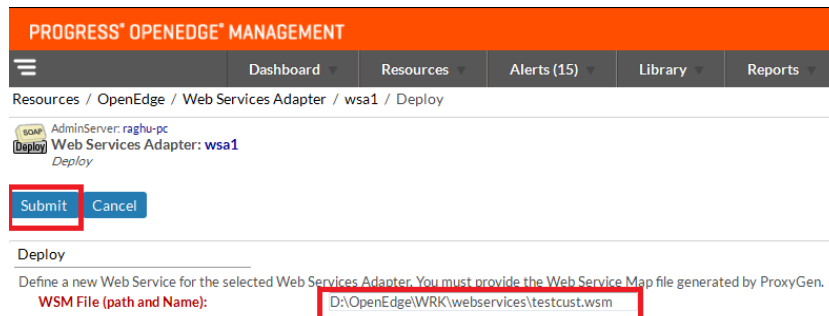 PROGRESS® OPENEDGE® MANAGEMENT
Dashboard Resources Alerts (15) Library Reports
Resources / OpenEdge / Web Services Adapter / wsa1 / Deploy
SOAP AdminServer: raghu-pc
Deploy Web Services Adapter: wsa1
Deploy
Submit Cancel
Deploy
Define a new Web Service for the selected Web Services Adapter. You must provide the Web Service Map file generated by ProxyGen.
WSM File (path and Name): D:\OpenEdge\WRK\webservices\testcust.wsm